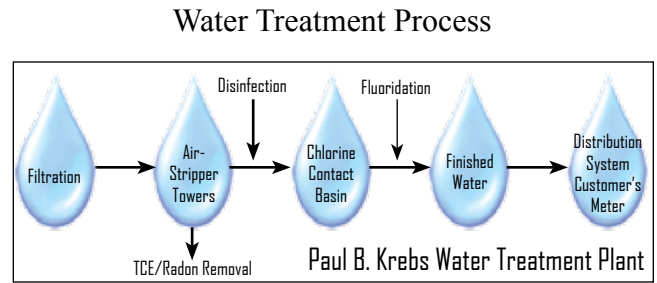 Water Treatment Process
Disinfection
Fluoridation
Filtration
Air-
Stripper
Towers
Chlorine
Contact
Basin
Finished
Water
Distribution
System
Customer's
Meter
TCE/Radon Removal
Paul B. Krebs Water Treatment Plant